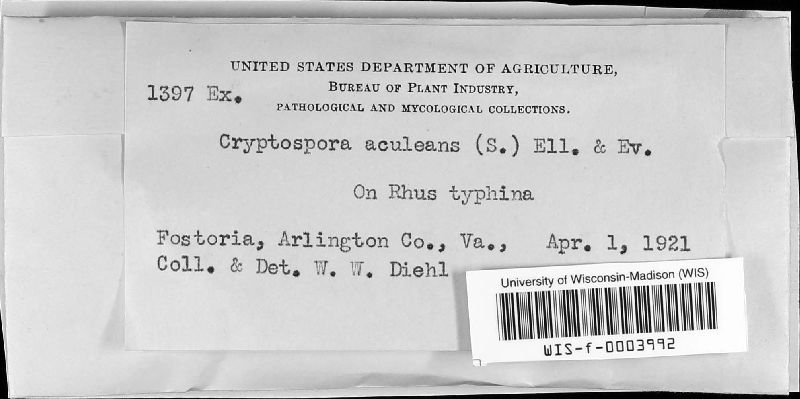 UNITED STATES DEPARTMENT OF AGRICULTURE,
BUREAU OF PLANT INDUSTRY,
1397 Ex.
PATHOLOGICAL AND MYCOLOGICAL COLLECTIONS.
Cryptospora aculeans (S.) Ell. & Ev.
On Rhus typhina
Fostoria, Arlington Co., Va., Apr. 1, 1921
Coll. & Det. W. W. Diehl
University of Wisconsin-Madison (WIS)
WIS-f-0003992